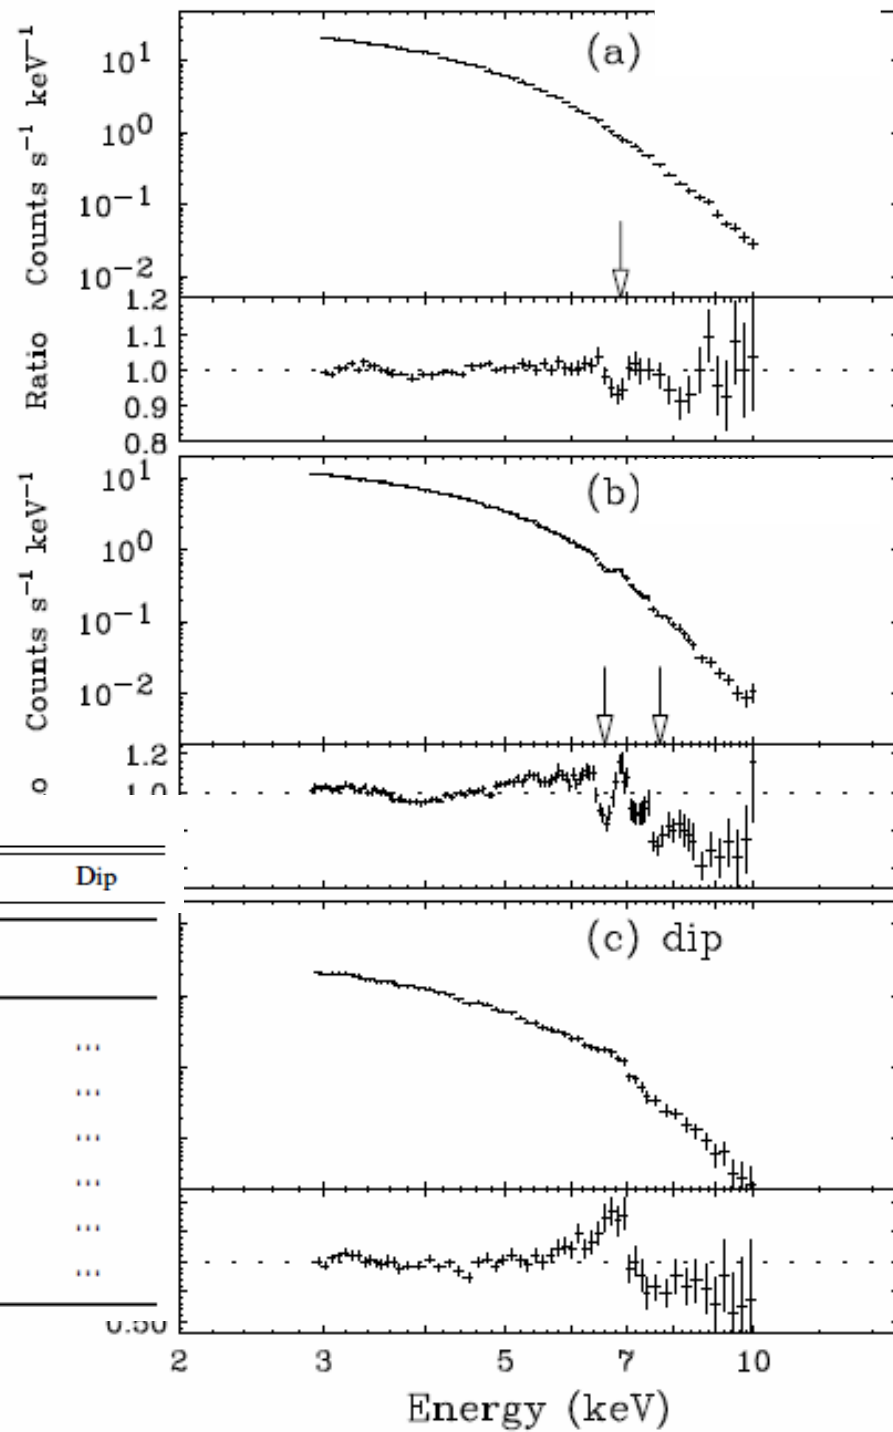 (a)
Counts s⁻¹ keV⁻¹
10¹
10⁰
10⁻¹
10⁻²
Ratio
1.2
1.1
1.0
0.9
0.8
(b)
Counts s⁻¹ keV⁻¹
10¹
10⁰
10⁻¹
10⁻²
1.2
o
Dip
(c) dip
...
...
...
...
...
...
2
3
5
7
10
Energy (keV)